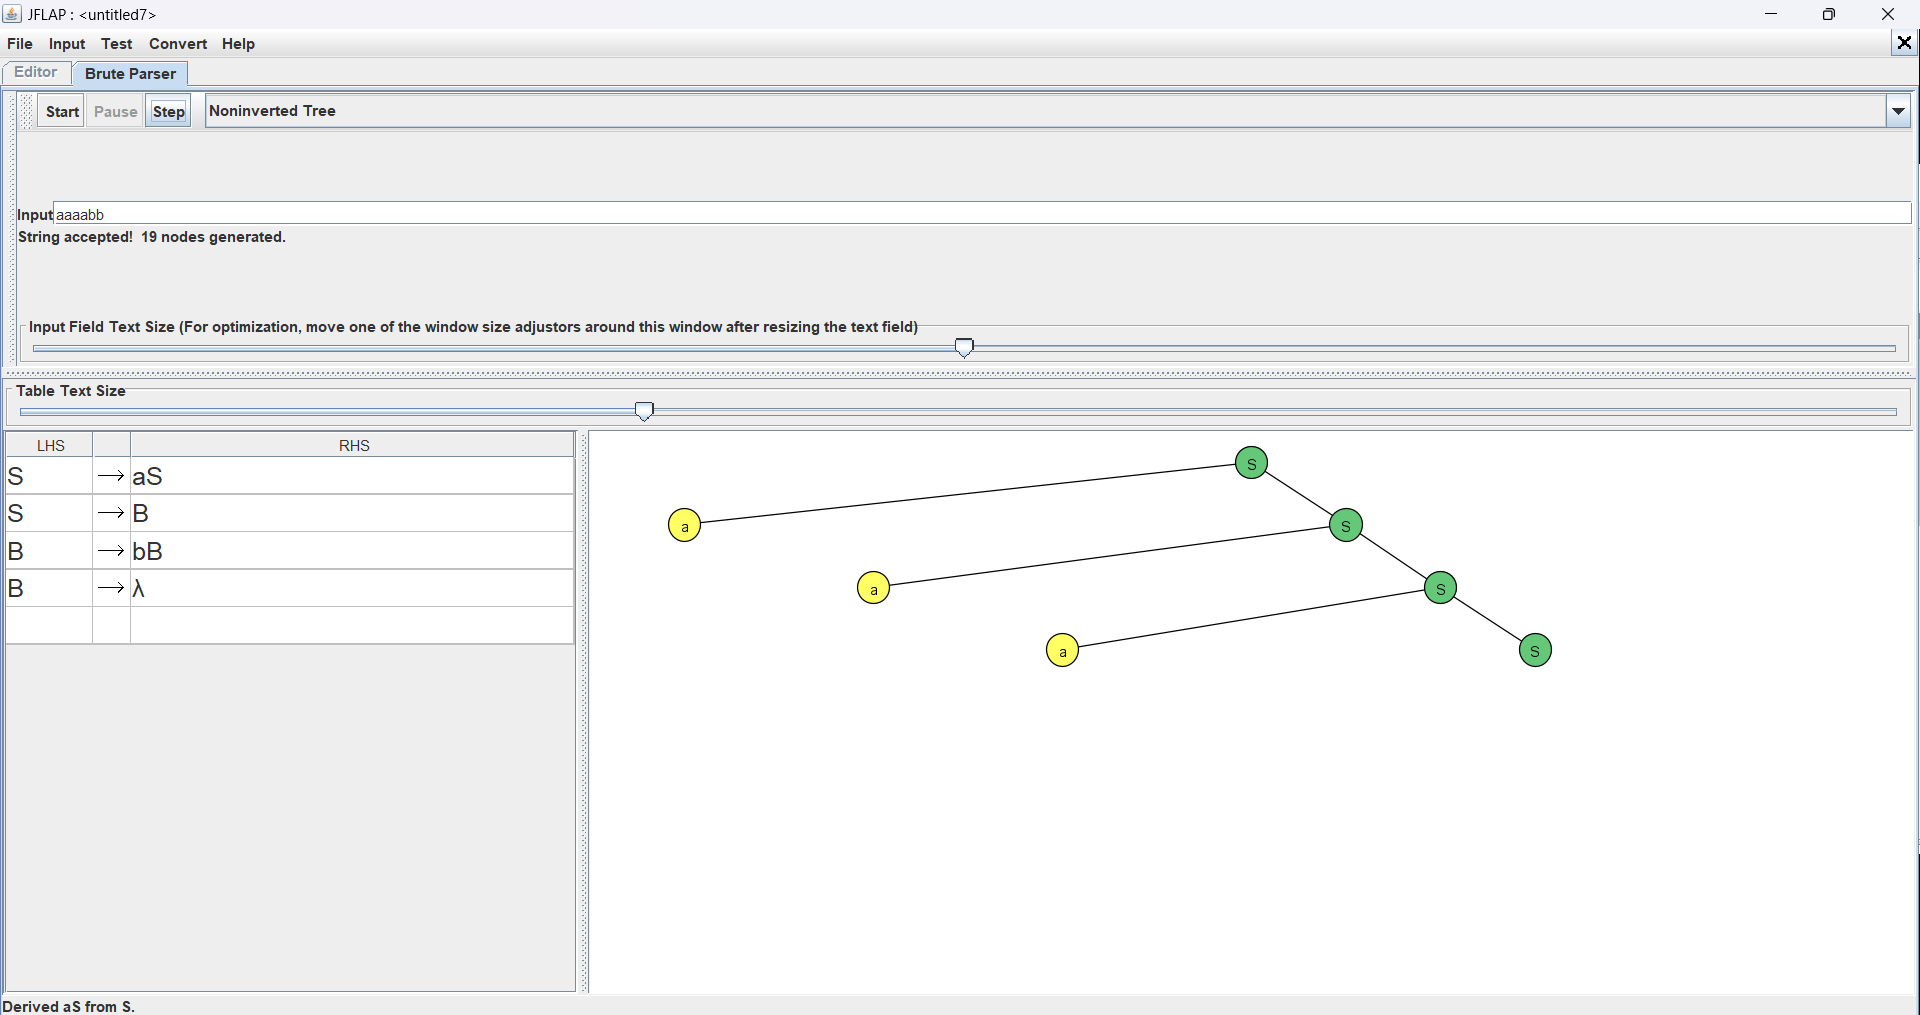 JFLAP : <untitled7>
File Input Test Convert Help
Editor Brute Parser
Start Pause Step Noninverted Tree
Input aaaabb
String accepted! 19 nodes generated.
Input Field Text Size (For optimization, move one of the window size adjustors around this window after resizing the text field)
Table Text Size
LHS RHS
S → aS
S → B
B → bB
B → λ
S
a S
a S
a S
Derived aS from S.